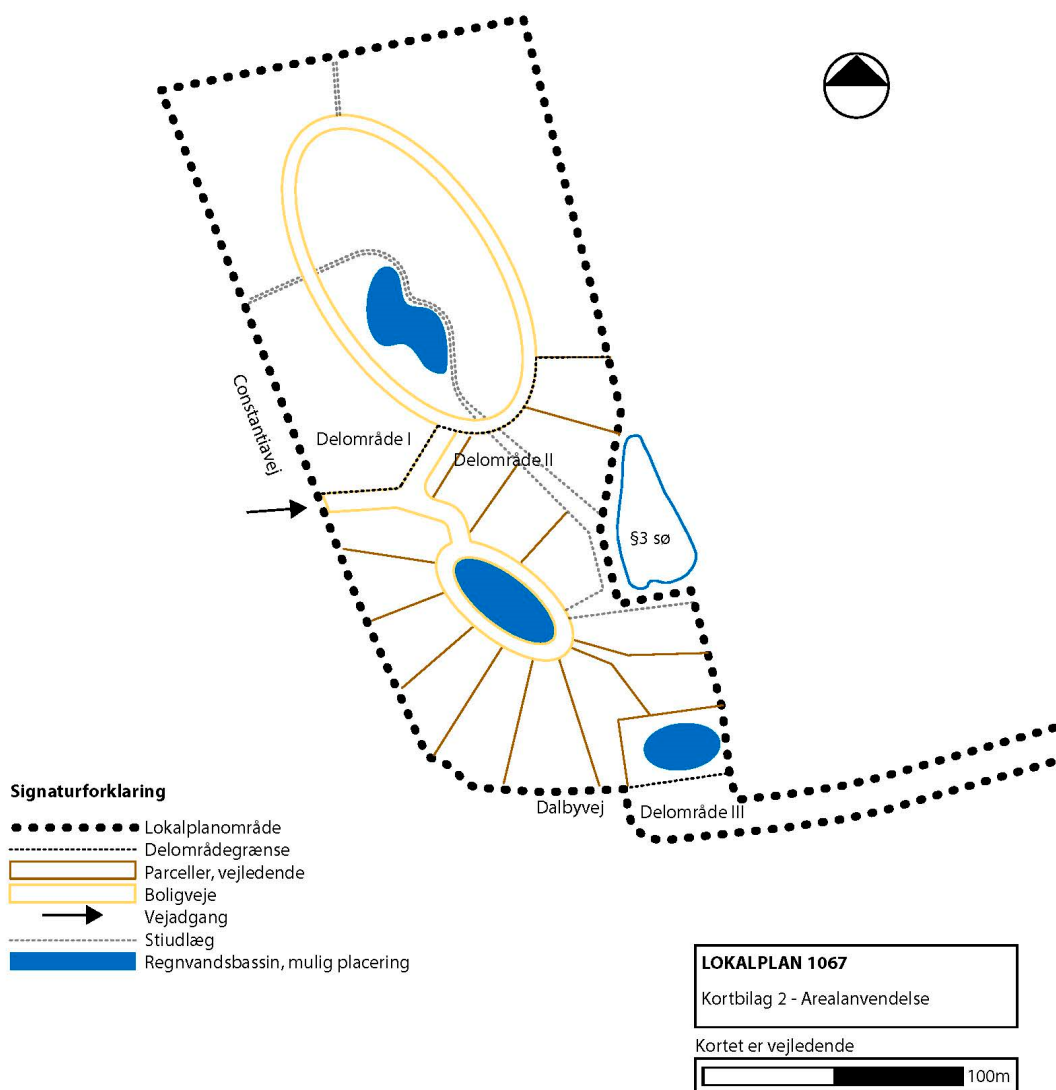 Constantiavej
Delområde I
Delområde II
§3 sø
Dalbyvej
Delområde III
Signaturforklaring
Lokalplanområde
Delområdegrænse
Parceller, vejledende
Boligveje
Vejadgang
Stiudlæg
Regnvandsbassin, mulig placering
LOKALPLAN 1067
Kortbilag 2 - Arealanvendelse
Kortet er vejledende
100m